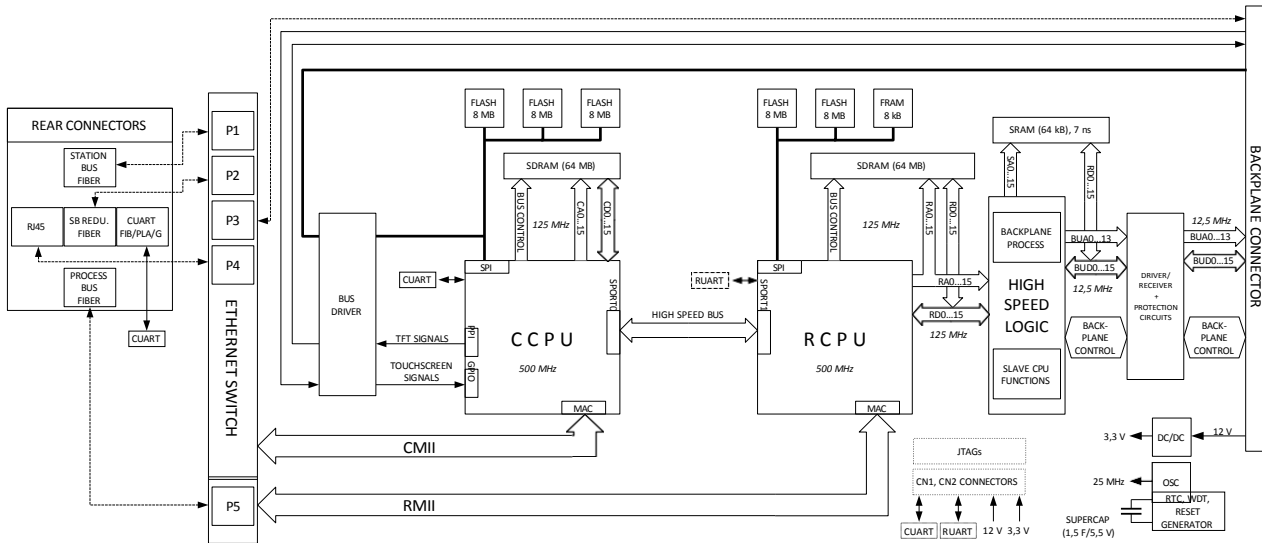 REAR CONNECTORS
STATION
BUS
FIBER
RJ45
SB REDU.
FIBER
CUART
FIB/PLA/G
PROCESS
BUS
FIBER
CUART
P1
P2
P3
P4
ETHERNET SWITCH
P5
BUS
DRIVER
FLASH
8 MB
FLASH
8 MB
FLASH
8 MB
SDRAM (64 MB)
BUS CONTROL
125 MHz
CA0...15
CD0...15
CUART
SPI
SPORT0
PPI
GPIO
TFT SIGNALS
TOUCHSCREEN
SIGNALS
CCPU
500 MHz
MAC
CMII
RMII
HIGH SPEED BUS
FLASH
8 MB
FLASH
8 MB
FRAM
8 kB
SDRAM (64 MB)
BUS CONTROL
125 MHz
RA0...15
RD0...15
RUART
SPI
SPORT1
RCPU
500 MHz
MAC
RA0...15
RD0...15
125 MHz
SRAM (64 kB), 7 ns
SA0...15
RD0...15
BACKPLANE
PROCESS
HIGH
SPEED
LOGIC
SLAVE CPU
FUNCTIONS
BUA0...13
BUD0...15
12,5 MHz
BACK-
PLANE
CONTROL
DRIVER/
RECEIVER
+
PROTECTION
CIRCUITS
12,5 MHz
BUA0...13
BUD0...15
BACK-
PLANE
CONTROL
BACKPLANE CONNECTOR
JTAGs
CN1, CN2 CONNECTORS
CUART
RUART
12 V
3,3 V
3,3 V
DC/DC
12 V
25 MHz
OSC
RTC, WDT,
RESET
GENERATOR
SUPERCAP
(1,5 F/5,5 V)